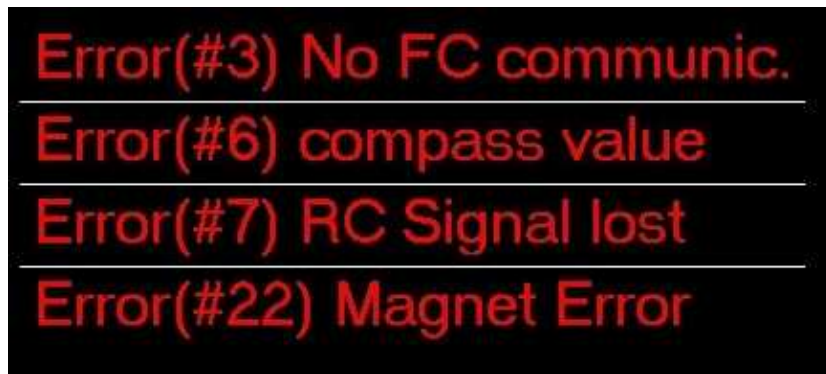 Error(#3) No FC communic.
Error(#6) compass value
Error(#7) RC Signal lost
Error(#22) Magnet Error